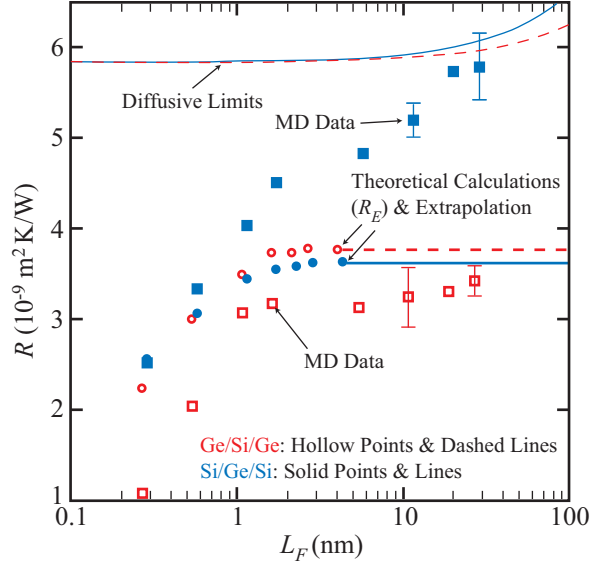 6
Diffusive Limits
MD Data
5
Theoretical Calculations
(R_E) & Extrapolation
4
R (10⁻⁹ m² K/W)
3
MD Data
2
Ge/Si/Ge: Hollow Points & Dashed Lines
Si/Ge/Si: Solid Points & Lines
1
0.1 1 10 100
L_F (nm)